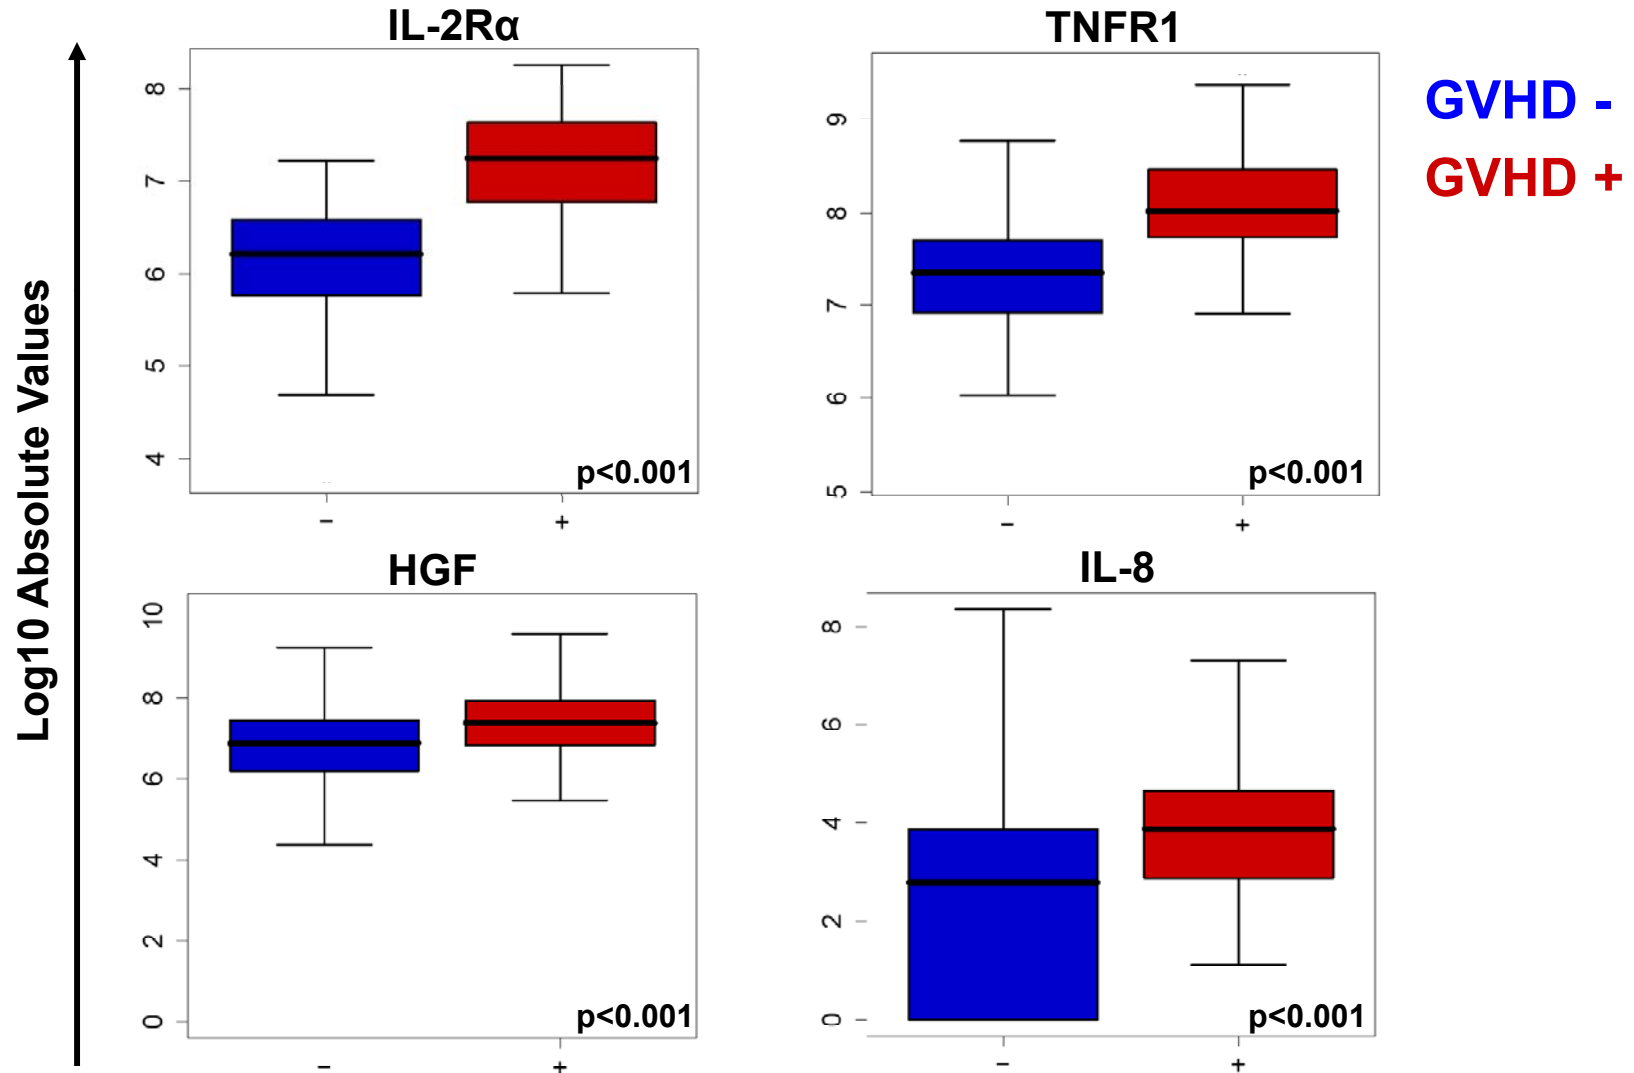 IL-2Rα
TNFR1
GVHD -
GVHD +
Log10 Absolute Values
8
7
6
5
4
p<0.001
−
+
9
8
7
6
5
p<0.001
−
+
HGF
IL-8
10
8
6
4
2
0
p<0.001
−
+
8
6
4
2
0
p<0.001
−
+